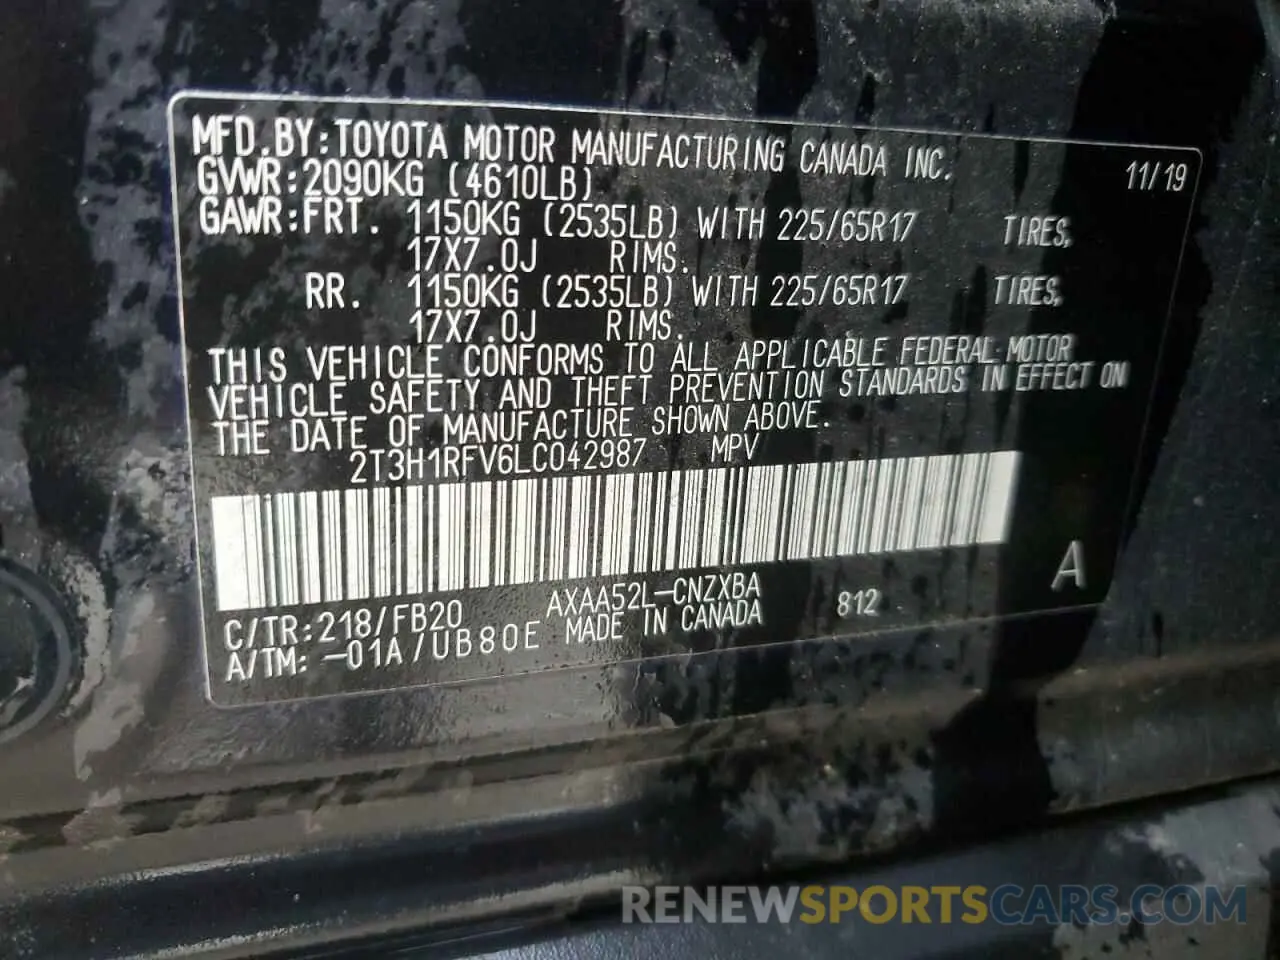 MFD.BY:TOYOTA MOTOR MANUFACTURING CANADA INC. 11/19
GVWR:2090KG (4610LB)
GAWR:FRT. 1150KG (2535LB) WITH 225/65R17 TIRES,
17X7.0J RIMS.
RR. 1150KG (2535LB) WITH 225/65R17 TIRES,
17X7.0J RIMS.
THIS VEHICLE CONFORMS TO ALL APPLICABLE FEDERAL MOTOR
VEHICLE SAFETY AND THEFT PREVENTION STANDARDS IN EFFECT ON
THE DATE OF MANUFACTURE SHOWN ABOVE.
2T3H1RFV6LC042987 MPV
A
C/TR:218/FB20 AXAA52L-CNZXBA 812
A/TM:-01A/UB80E MADE IN CANADA
RENEWSPORTSCARS.COM